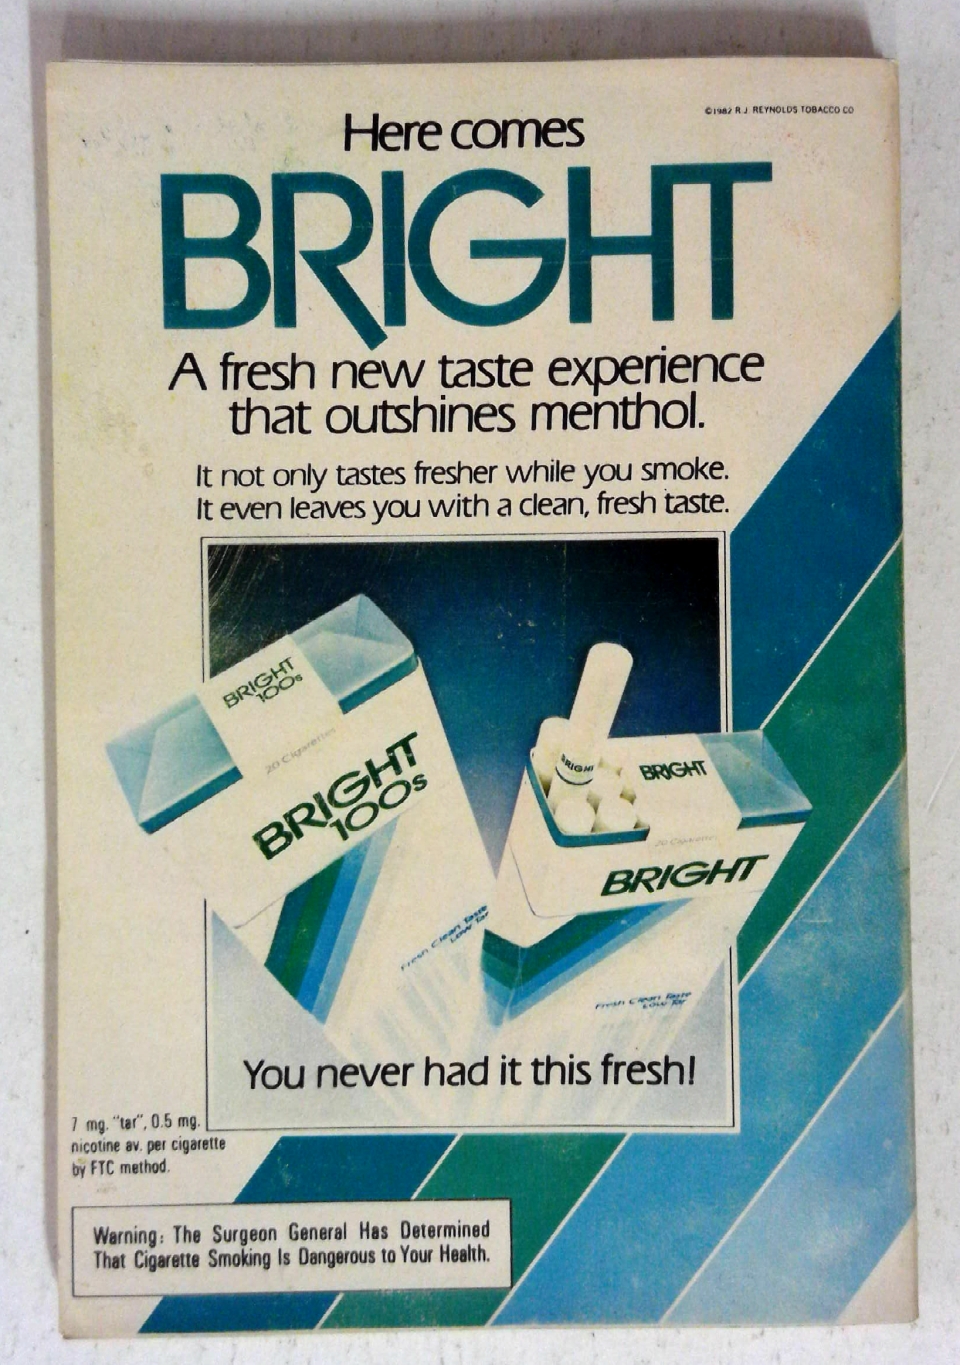 ©1982 R.J. REYNOLDS TOBACCO CO
Here comes
BRIGHT
A fresh new taste experience
that outshines menthol.
It not only tastes fresher while you smoke.
It even leaves you with a clean, fresh taste.
BRIGHT
100s
20 Cigarettes
BRIGHT
100s
Fresh Clean Taste
Low Tar
BRIGHT
BRIGHT
20 Cigarettes
BRIGHT
Fresh Clean Taste
Low Tar
You never had it this fresh!
7 mg. "tar", 0.5 mg.
nicotine av. per cigarette
by FTC method.
Warning: The Surgeon General Has Determined
That Cigarette Smoking Is Dangerous to Your Health.